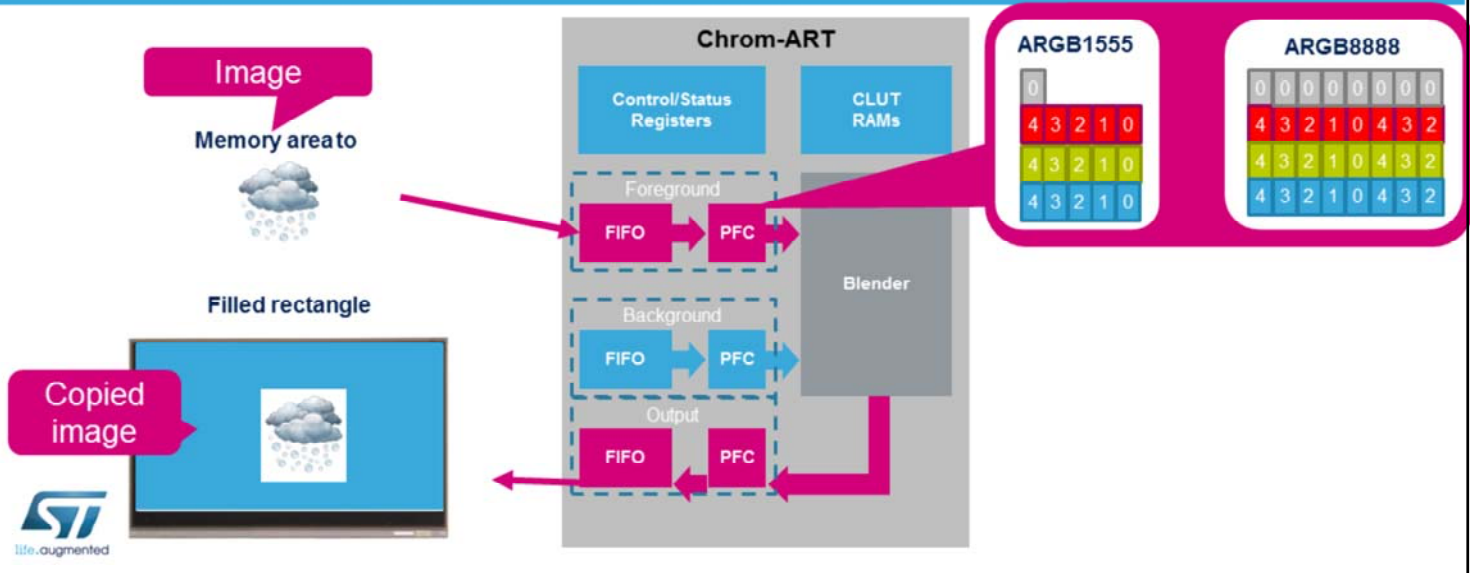 Image
Memory area to
Filled rectangle
Copied
image
life.augmented
Chrom-ART
Control/Status
Registers
CLUT
RAMs
Foreground
FIFO
PFC
Blender
Background
FIFO
PFC
Output
FIFO
PFC
ARGB1555
0
4 3 2 1 0
4 3 2 1 0
4 3 2 1 0
ARGB8888
0 0 0 0 0 0 0 0
4 3 2 1 0 4 3 2
4 3 2 1 0 4 3 2
4 3 2 1 0 4 3 2